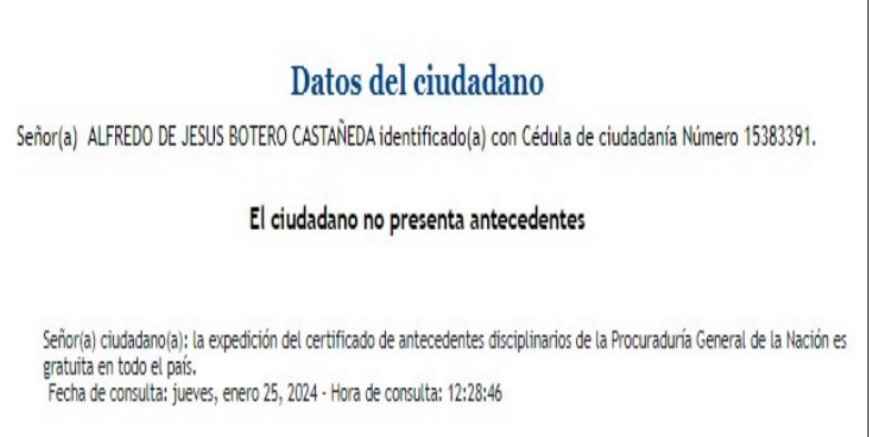 Datos del ciudadano
Señor(a) ALFREDO DE JESUS BOTERO CASTAÑEDA identificado(a) con Cédula de ciudadanía Número 15383391.
El ciudadano no presenta antecedentes
Señor(a) ciudadano(a): la expedición del certificado de antecedentes disciplinarios de la Procuraduría General de la Nación es
gratuita en todo el país.
Fecha de consulta: jueves, enero 25, 2024 - Hora de consulta: 12:28:46